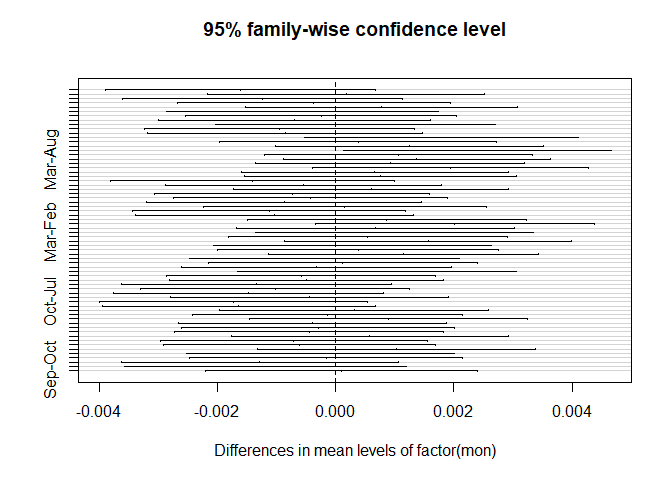 95% family-wise confidence level
Mar-Aug
Mar-Feb
Oct-Jul
Sep-Oct
-0.004 -0.002 0.000 0.002 0.004
Differences in mean levels of factor(mon)